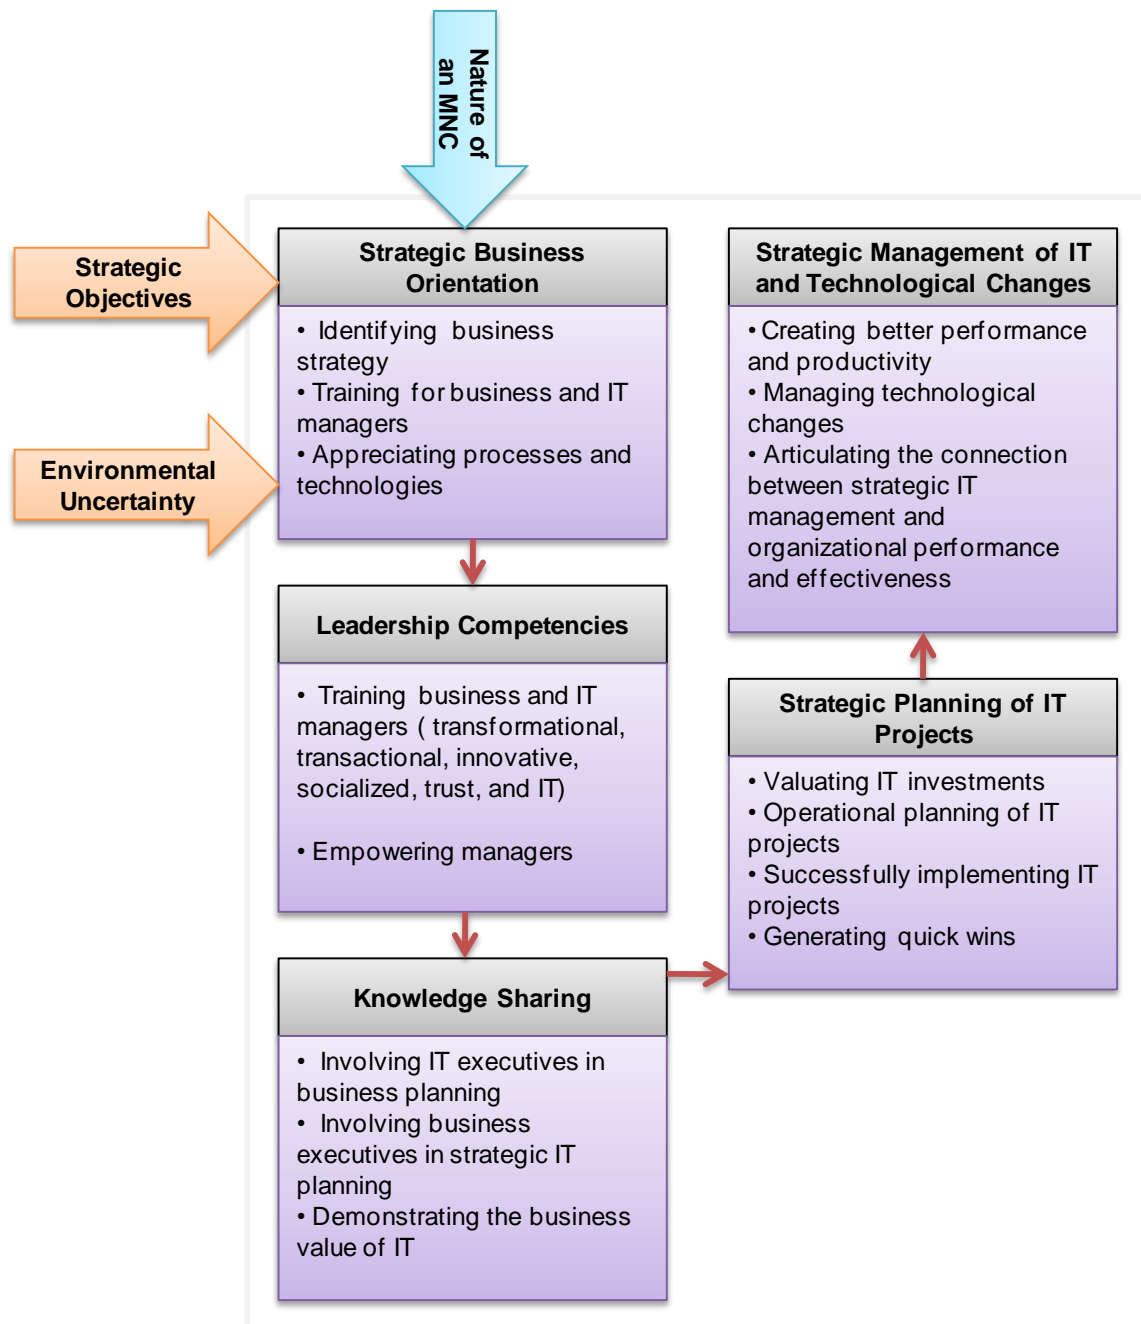 Nature of
an MNC
Strategic
Objectives
Environmental
Uncertainty
Strategic Business
Orientation
• Identifying business
strategy
• Training for business and IT
managers
• Appreciating processes and
technologies
Leadership Competencies
• Training business and IT
managers ( transformational,
transactional, innovative,
socialized, trust, and IT)
• Empowering managers
Knowledge Sharing
• Involving IT executives in
business planning
• Involving business
executives in strategic IT
planning
• Demonstrating the business
value of IT
Strategic Planning of IT
Projects
• Valuating IT investments
• Operational planning of IT
projects
• Successfully implementing IT
projects
• Generating quick wins
Strategic Management of IT
and Technological Changes
• Creating better performance
and productivity
• Managing technological
changes
• Articulating the connection
between strategic IT
management and
organizational performance
and effectiveness